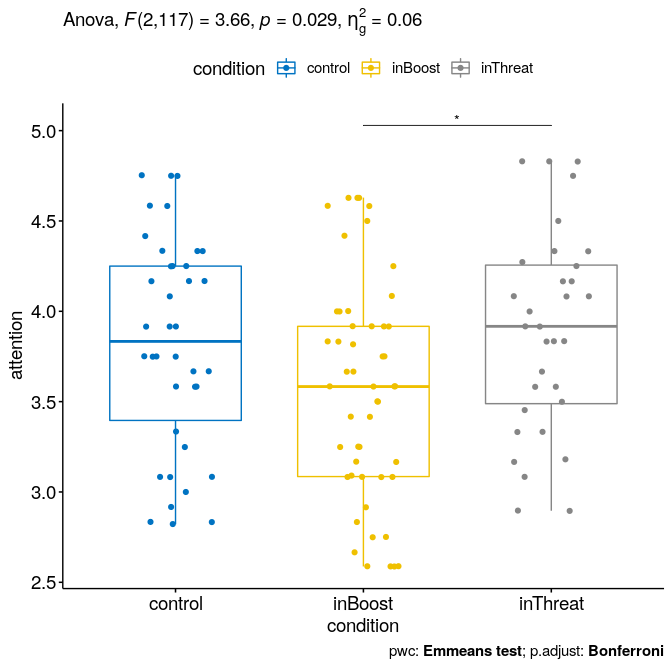 Anova, F(2,117) = 3.66, p = 0.029, η²g = 0.06
condition control inBoost inThreat
*
5.0
4.5
4.0
3.5
3.0
2.5
attention
control inBoost inThreat
condition
pwc: Emmeans test; p.adjust: Bonferroni